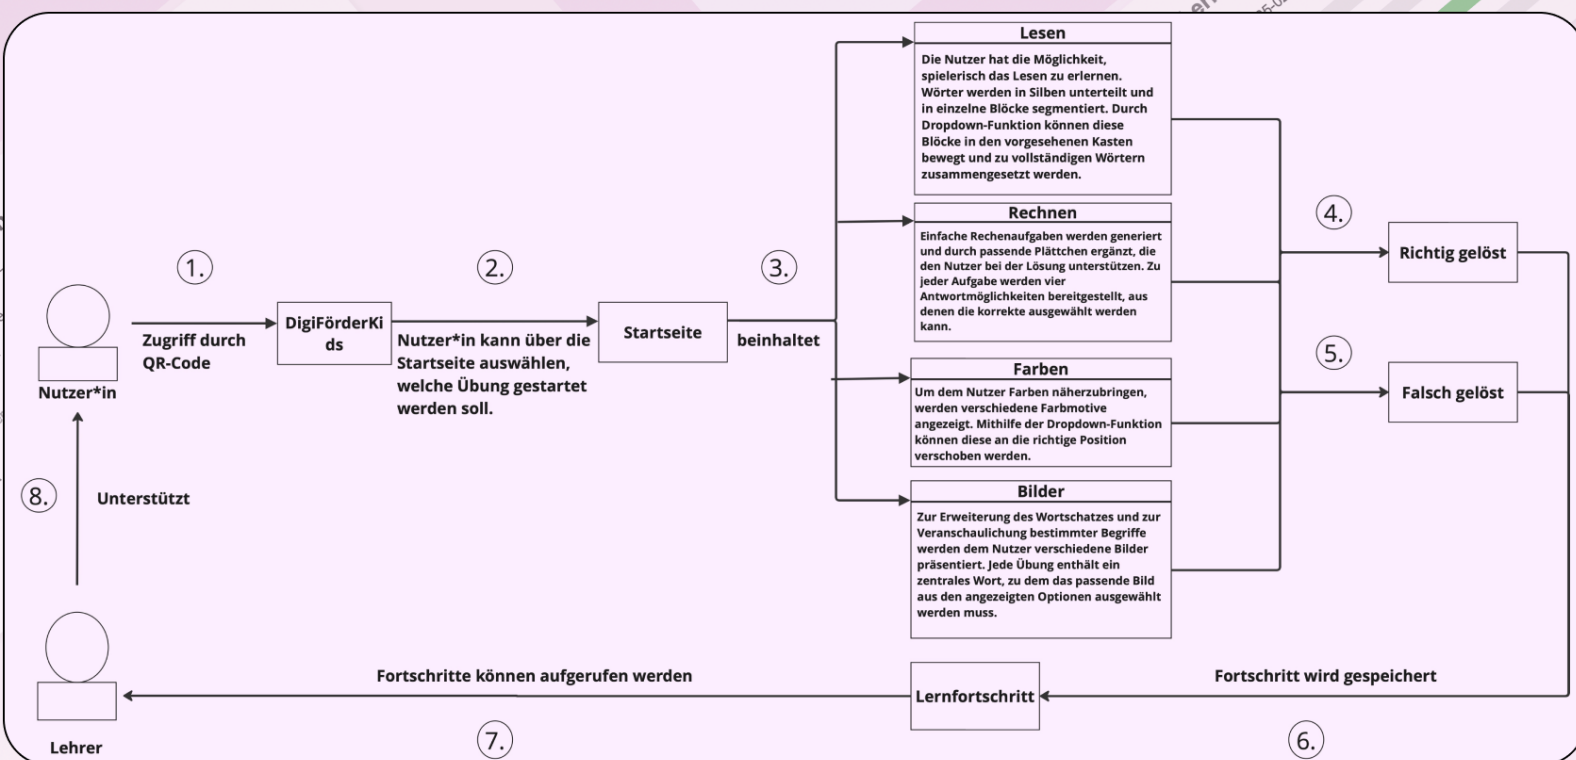 Lesen
Die Nutzer hat die Möglichkeit,
spielerisch das Lesen zu erlernen.
Wörter werden in Silben unterteilt und
in einzelne Blöcke segmentiert. Durch
Dropdown-Funktion können diese
Blöcke in den vorgesehenen Kasten
bewegt und zu vollständigen Wörtern
zusammengesetzt werden.
Rechnen
Einfache Rechenaufgaben werden generiert
und durch passende Plättchen ergänzt, die
den Nutzer bei der Lösung unterstützen. Zu
jeder Aufgabe werden vier
Antwortmöglichkeiten bereitgestellt, aus
denen die korrekte ausgewählt werden
kann.
Farben
Um dem Nutzer Farben näherzubringen,
werden verschiedene Farbmotive
angezeigt. Mithilfe der Dropdown-Funktion
können diese an die richtige Position
verschoben werden.
Bilder
Zur Erweiterung des Wortschatzes und zur
Veranschaulichung bestimmter Begriffe
werden dem Nutzer verschiedene Bilder
präsentiert. Jede Übung enthält ein
zentrales Wort, zu dem das passende Bild
aus den angezeigten Optionen ausgewählt
werden muss.
1.
Zugriff durch
QR-Code
Nutzer*in
DigiFörderKi
ds
2.
Nutzer*in kann über die
Startseite auswählen,
welche Übung gestartet
werden soll.
Startseite
3.
beinhaltet
4.
Richtig gelöst
5.
Falsch gelöst
Fortschritt wird gespeichert
6.
Lernfortschritt
Fortschritte können aufgerufen werden
7.
Lehrer
8.
Unterstützt